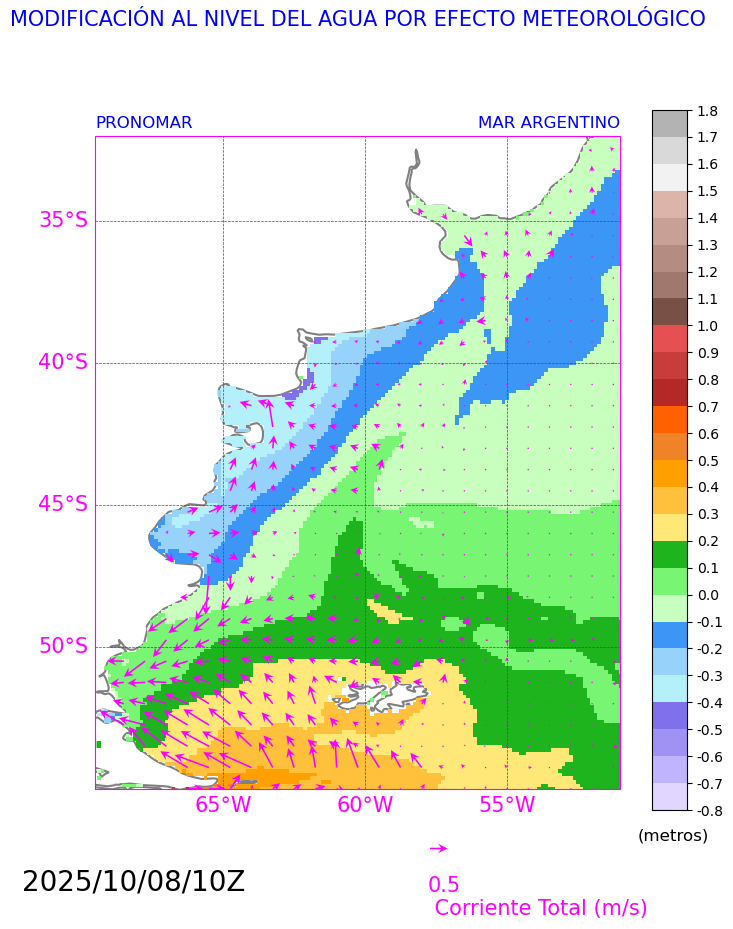 MODIFICACIÓN AL NIVEL DEL AGUA POR EFECTO METEOROLÓGICO
PRONOMAR
MAR ARGENTINO
35°S
40°S
45°S
50°S
65°W
60°W
55°W
1.8
1.7
1.6
1.5
1.4
1.3
1.2
1.1
1.0
0.9
0.8
0.7
0.6
0.5
0.4
0.3
0.2
0.1
0.0
-0.1
-0.2
-0.3
-0.4
-0.5
-0.6
-0.7
-0.8
(metros)
2025/10/08/10Z
0.5
Corriente Total (m/s)